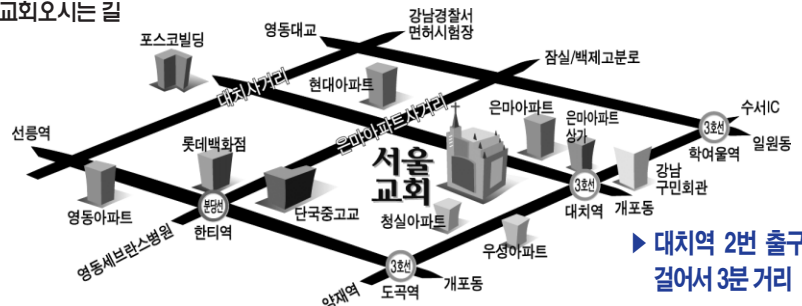 교회오시는 길
영동대교
강남경찰서
면허시험장
포스코빌딩
잠실/백제고분로
현대아파트
대치사거리
은마아파트
은마아파트
상가
수서IC
3호선
학여울역
일원동
선릉역
롯데백화점
은마아파트사거리
서울
교회
강남
구민회관
3호선
대치역
개포동
영동아파트
분당선
한티역
단국중고교
청실아파트
우성아파트
영동세브란스병원
3호선
도곡역
개포동
양재역
▶ 대치역 2번 출구
걸어서 3분 거리